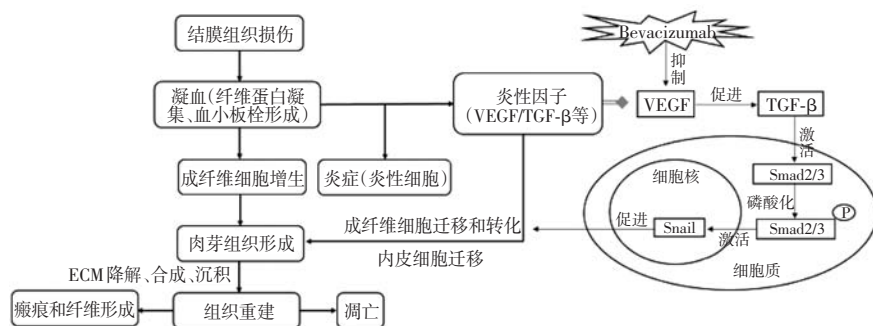 结膜组织损伤
凝血(纤维蛋白凝
集、血小板栓形成)
成纤维细胞增生
炎症(炎性细胞)
肉芽组织形成
ECM 降解、合成、沉积
瘢痕和纤维形成
组织重建
凋亡
炎性因子
(VEGF/TGF-β等)
成纤维细胞迁移和转化
内皮细胞迁移
Bevacizumab
抑制
VEGF
促进
TGF-β
激活
Smad2/3
磷酸化
P
Smad2/3
激活
细胞核
Snail
促进
细胞质